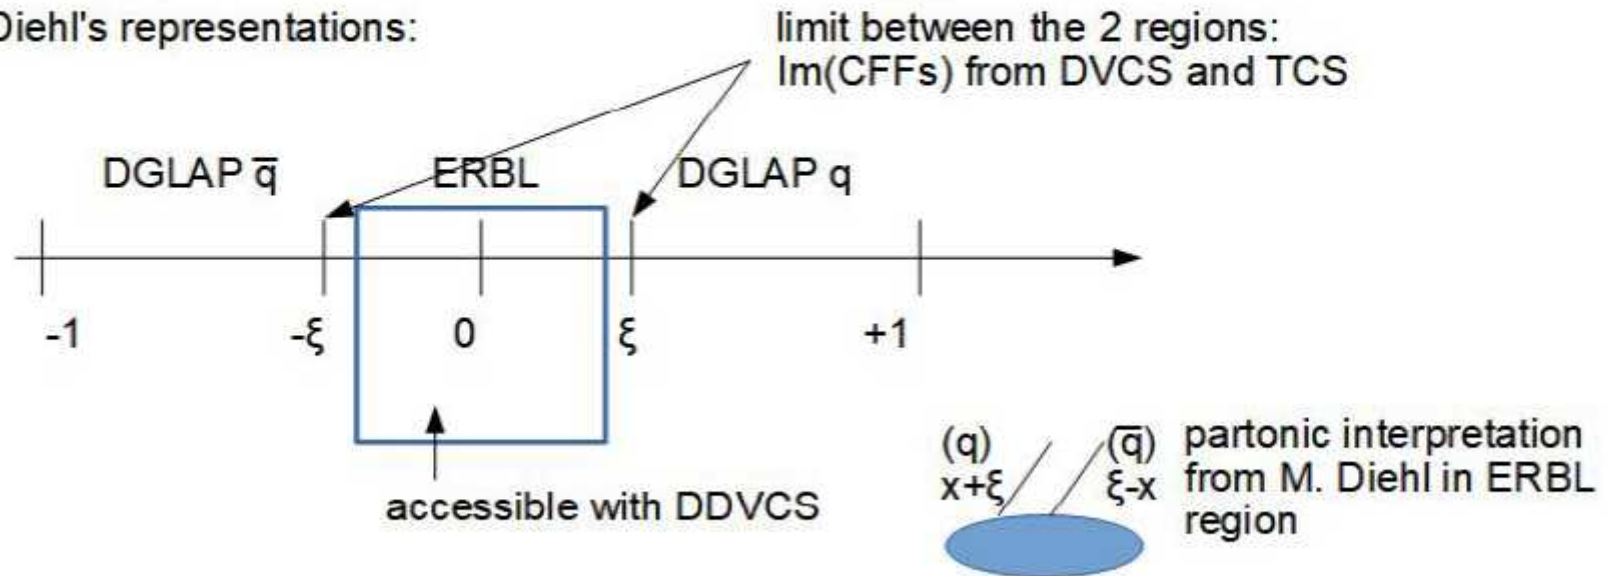 Diehl's representations:
limit between the 2 regions:
Im(CFFs) from DVCS and TCS
DGLAP q̅
ERBL
DGLAP q
-1
-ξ
0
ξ
+1
accessible with DDVCS
(q)
x+ξ
(q̅)
ξ-x
partonic interpretation
from M. Diehl in ERBL
region